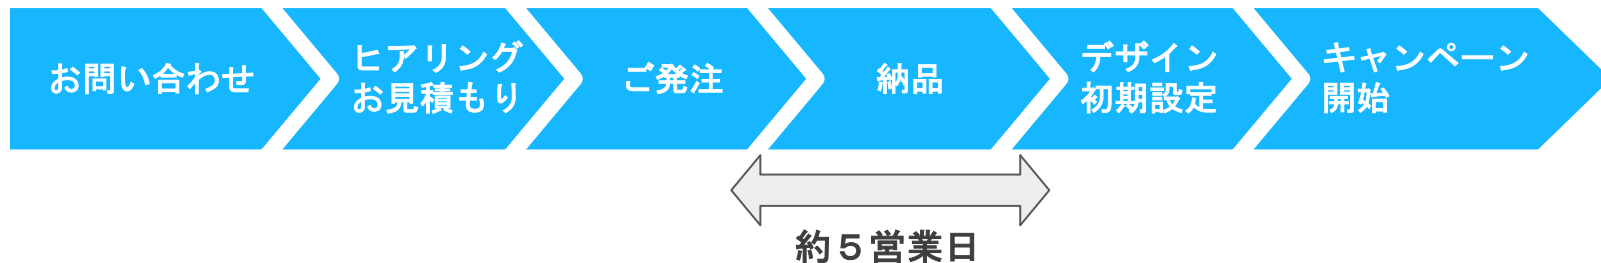 お問い合わせ
ヒアリング
お見積もり
ご発注
納品
デザイン
初期設定
キャンペーン
開始
約５営業日